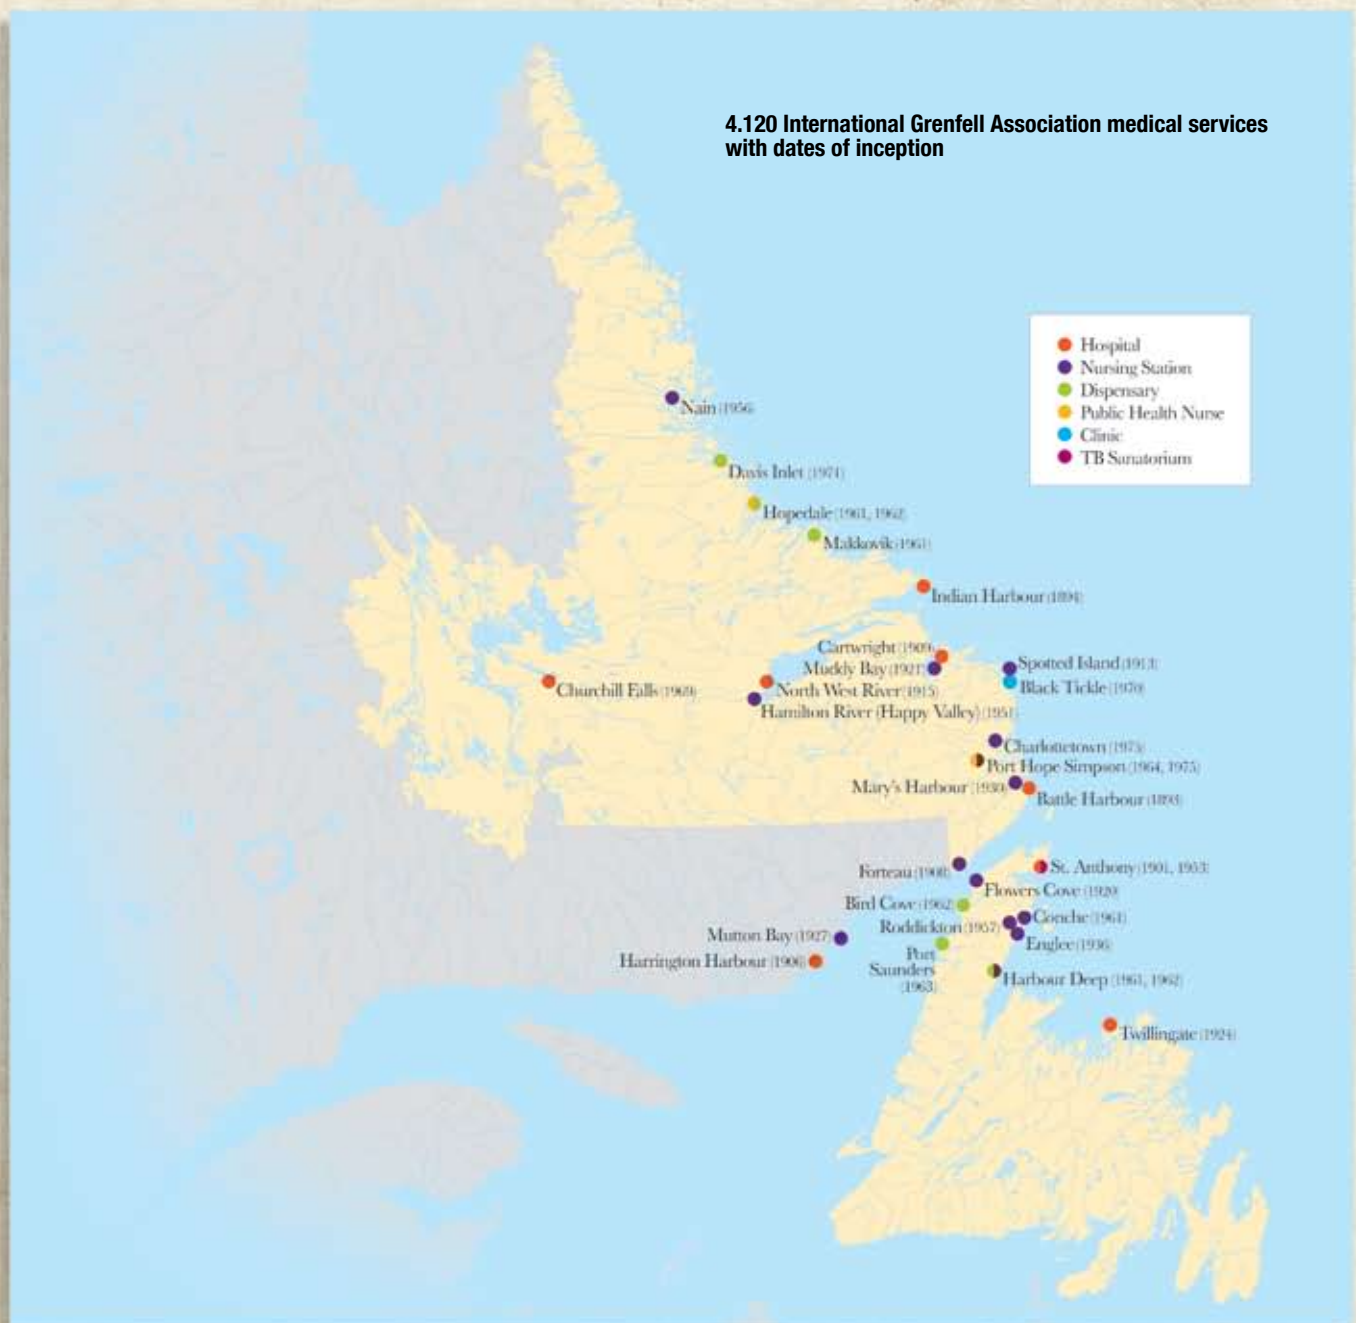 4.120 International Grenfell Association medical services
with dates of inception
Hospital
Nursing Station
Dispensary
Public Health Nurse
Clinic
TB Sanatorium
Nain (1956)
Davis Inlet
Hopedale (1961, 1962)
Makkovik (1961)
Indian Harbour (1894)
Cartwright (1909)
Muddy Bay (1921)
Spotted Island (1913)
Black Tickle (1970)
Churchill Falls (1969)
North West River (1915)
Hamilton River (Happy Valley) (1951)
Charlottetown (1975)
Port Hope Simpson (1964, 1975)
Mary's Harbour (1930)
Battle Harbour (1893)
Forteau (1908)
St. Anthony (1901, 1953)
Flowers Cove (1920)
Bird Cove (1962)
Roddickton (1957)
Conche (1961)
Englee (1936)
Mutton Bay (1927)
Harrington Harbour (1906)
Port
Saunders
(1963)
Harbour Deep (1961, 1962)
Twillingate (1924)